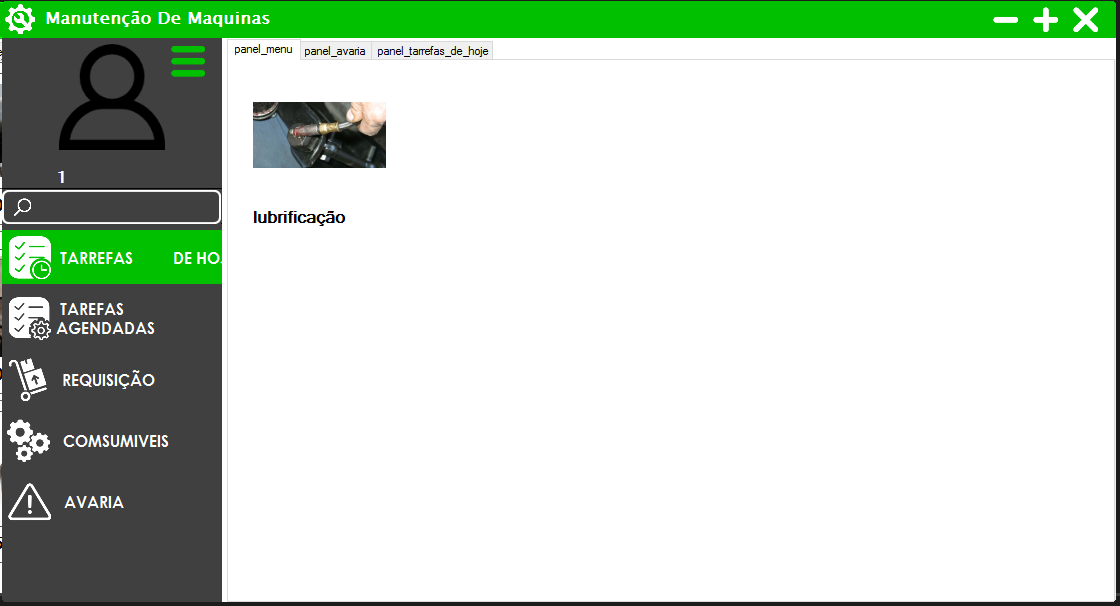 Manutenção De Maquinas
panel_menu panel_avaria panel_tarrefas_de_hoje
1
lubrificação
TARREFAS DE HO
TAREFAS
AGENDADAS
REQUISIÇÃO
COMSUMIVEIS
AVARIA